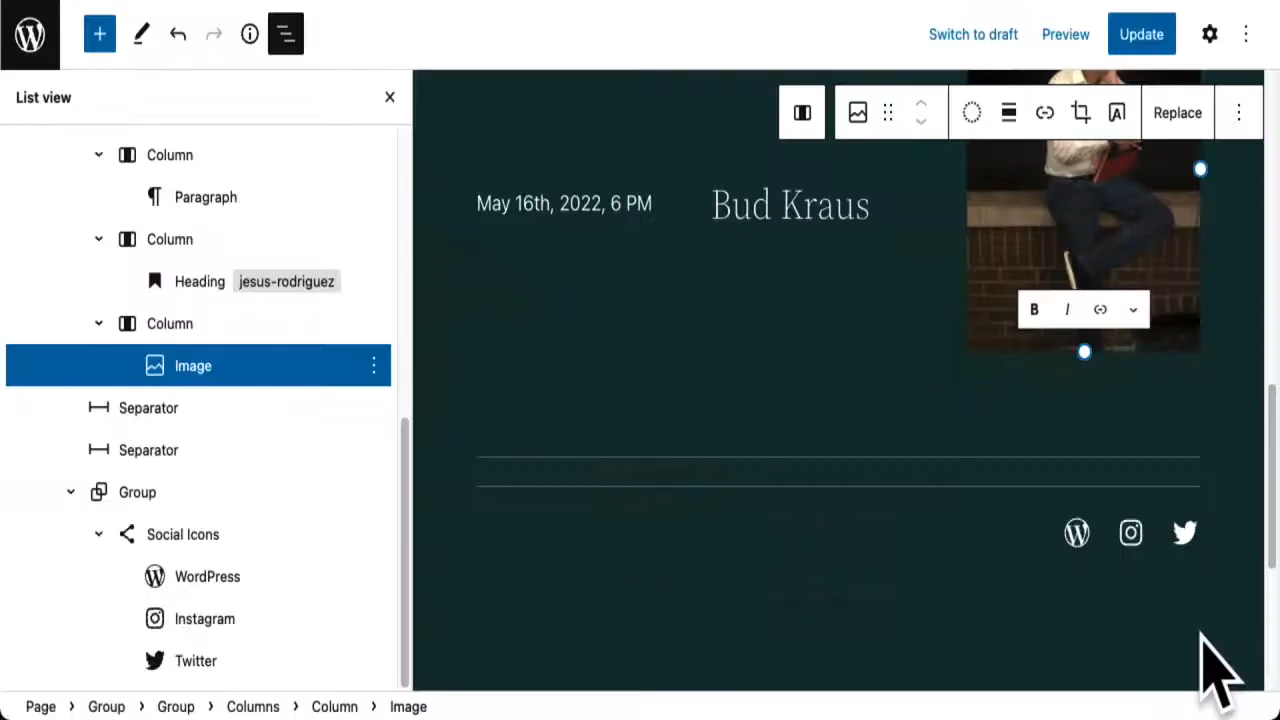 Switch to draft Preview Update
List view
Column
Paragraph
Column
Heading jesus-rodriguez
Column
Image
Separator
Separator
Group
Social Icons
WordPress
Instagram
Twitter
Replace
May 16th, 2022, 6 PM Bud Kraus
B I
Page › Group › Group › Columns › Column › Image